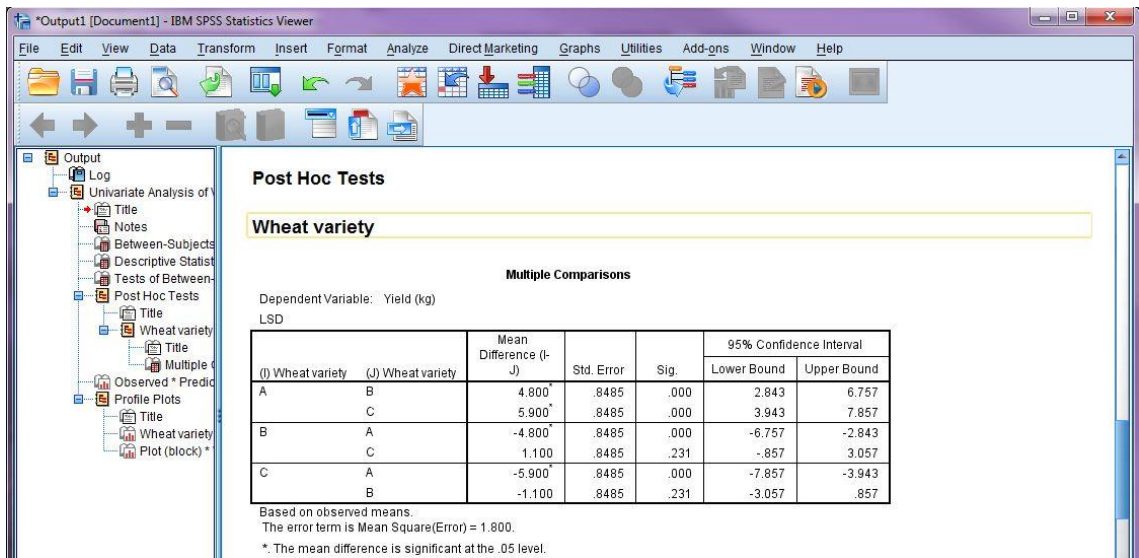 *Output1 [Document1] - IBM SPSS Statistics Viewer
File Edit View Data Transform Insert Format Analyze Direct Marketing Graphs Utilities Add-ons Window Help
Output
Log
Univariate Analysis of V
Title
Notes
Between-Subjects
Descriptive Statist
Tests of Between-
Post Hoc Tests
Title
Wheat variety
Title
Multiple C
Observed * Predic
Profile Plots
Title
Wheat variety
Plot (block) * 
Post Hoc Tests
Wheat variety
Multiple Comparisons
Dependent Variable: Yield (kg)
LSD
(I) Wheat variety (J) Wheat variety Mean Difference (I-J) Std. Error Sig. 95% Confidence Interval
Lower Bound Upper Bound
A B 4.800* .8485 .000 2.843 6.757
C 5.900* .8485 .000 3.943 7.857
B A -4.800* .8485 .000 -6.757 -2.843
C 1.100 .8485 .231 -.857 3.057
C A -5.900* .8485 .000 -7.857 -3.943
B -1.100 .8485 .231 -3.057 .857
Based on observed means.
The error term is Mean Square(Error) = 1.800.
*. The mean difference is significant at the .05 level.